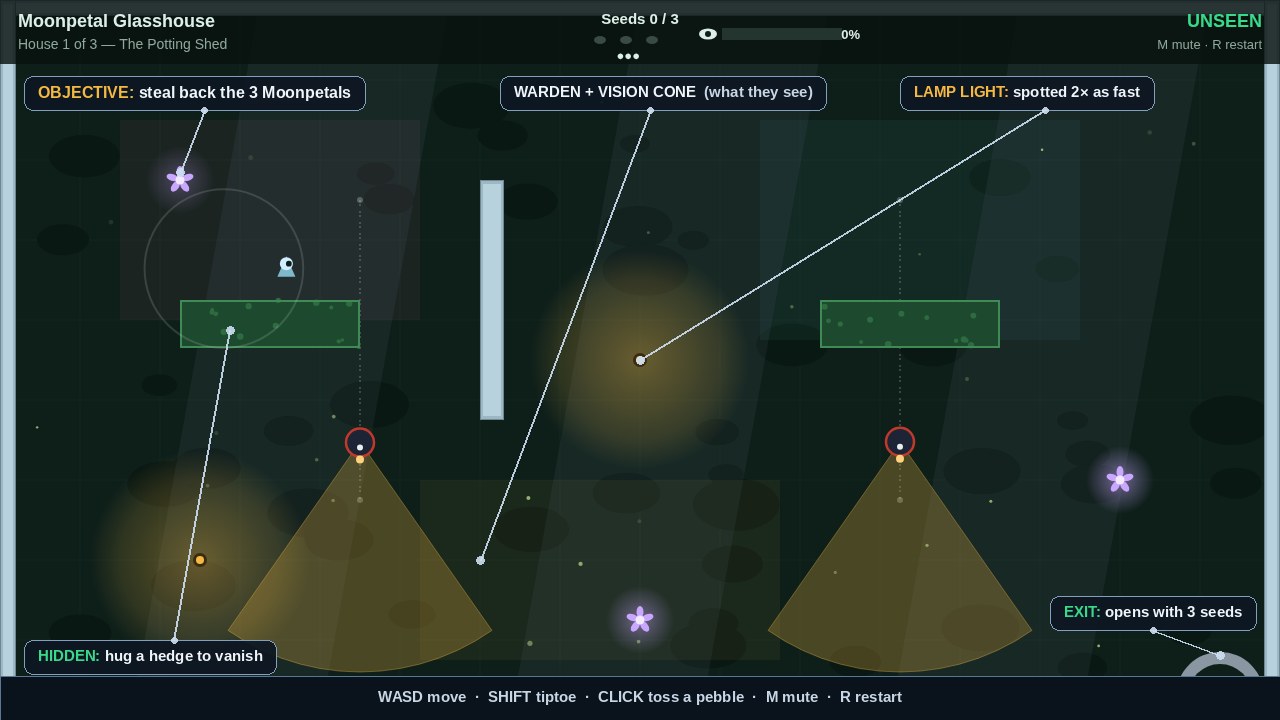 Moonpetal Glasshouse
House 1 of 3 — The Potting Shed
Seeds 0 / 3
0%
UNSEEN
M mute · R restart
OBJECTIVE: steal back the 3 Moonpetals
WARDEN + VISION CONE (what they see)
LAMP LIGHT: spotted 2× as fast
EXIT: opens with 3 seeds
HIDDEN: hug a hedge to vanish
WASD move · SHIFT tiptoe · CLICK toss a pebble · M mute · R restart